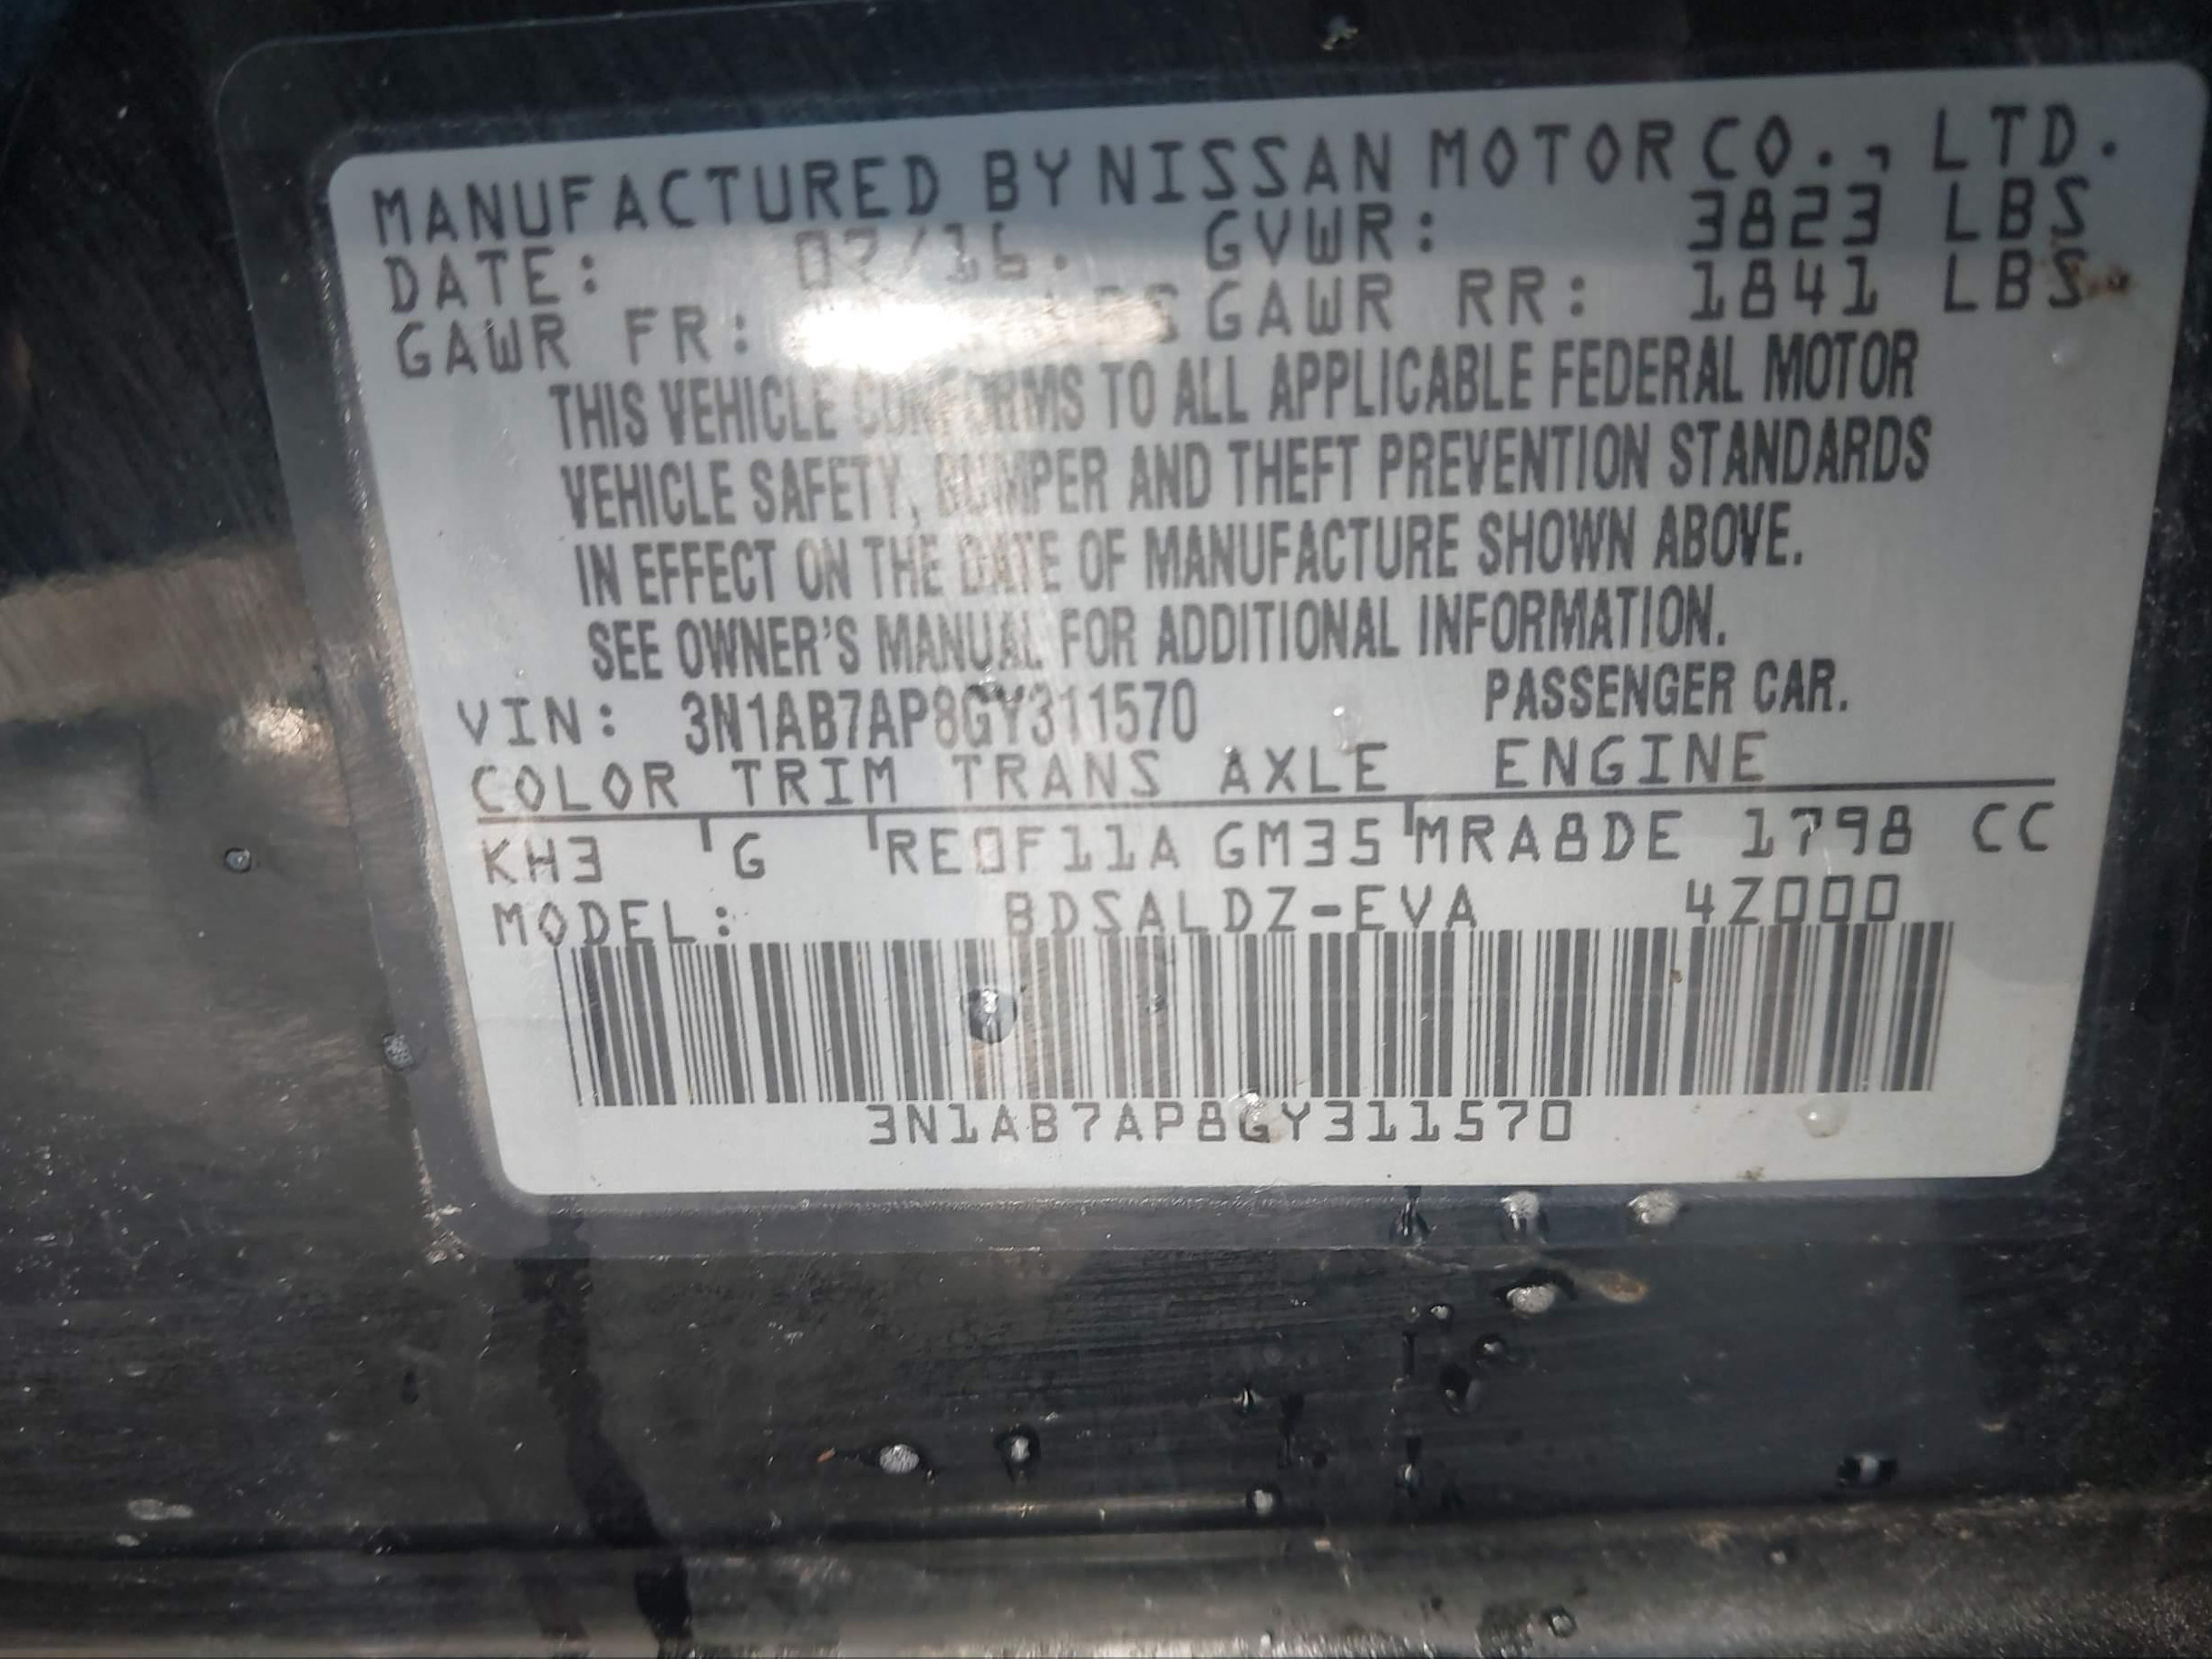 MANUFACTURED BY NISSAN MOTOR CO., LTD.
DATE: 07/16. GVWR: 3823 LBS
GAWR FR: LBS GAWR RR: 1841 LBS.
THIS VEHICLE CONFORMS TO ALL APPLICABLE FEDERAL MOTOR
VEHICLE SAFETY, BUMPER AND THEFT PREVENTION STANDARDS
IN EFFECT ON THE DATE OF MANUFACTURE SHOWN ABOVE.
SEE OWNER'S MANUAL FOR ADDITIONAL INFORMATION.
VIN: 3N1AB7AP8GY311570 PASSENGER CAR.
COLOR TRIM TRANS AXLE ENGINE
KH3 G RE0F11A GM35 MRA8DE 1798 CC
MODEL: BDSALDZ-EVA 4Z000
3N1AB7AP8GY311570